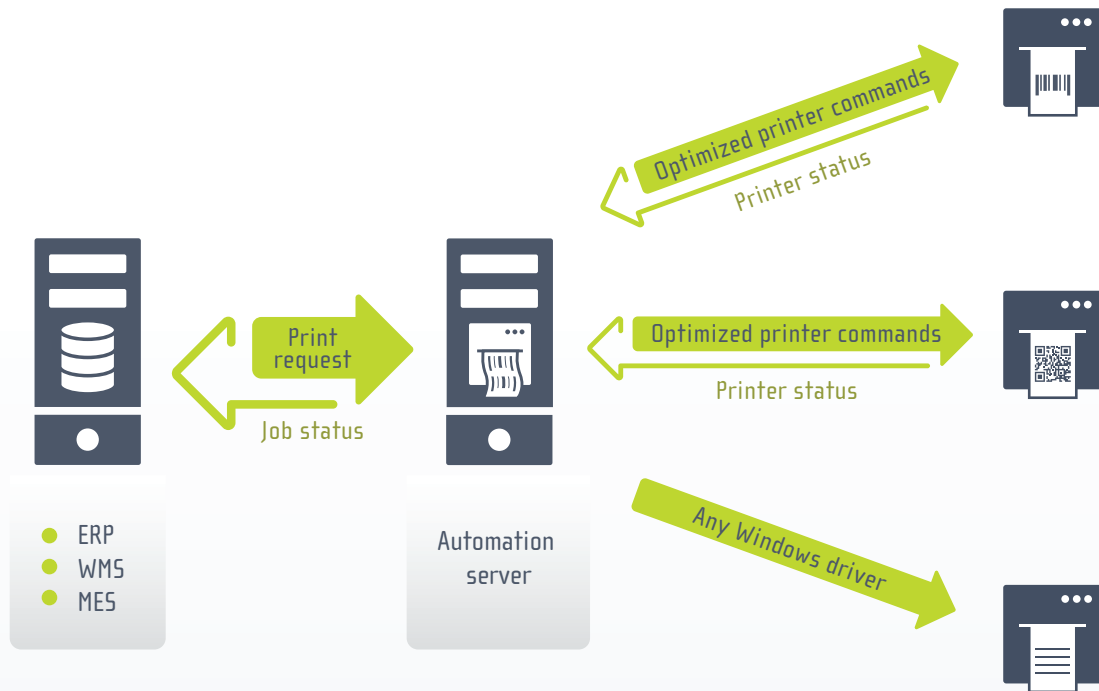 Optimized printer commands
Printer status
Print
request
Job status
Optimized printer commands
Printer status
Any Windows driver
ERP
WMS
MES
Automation
server